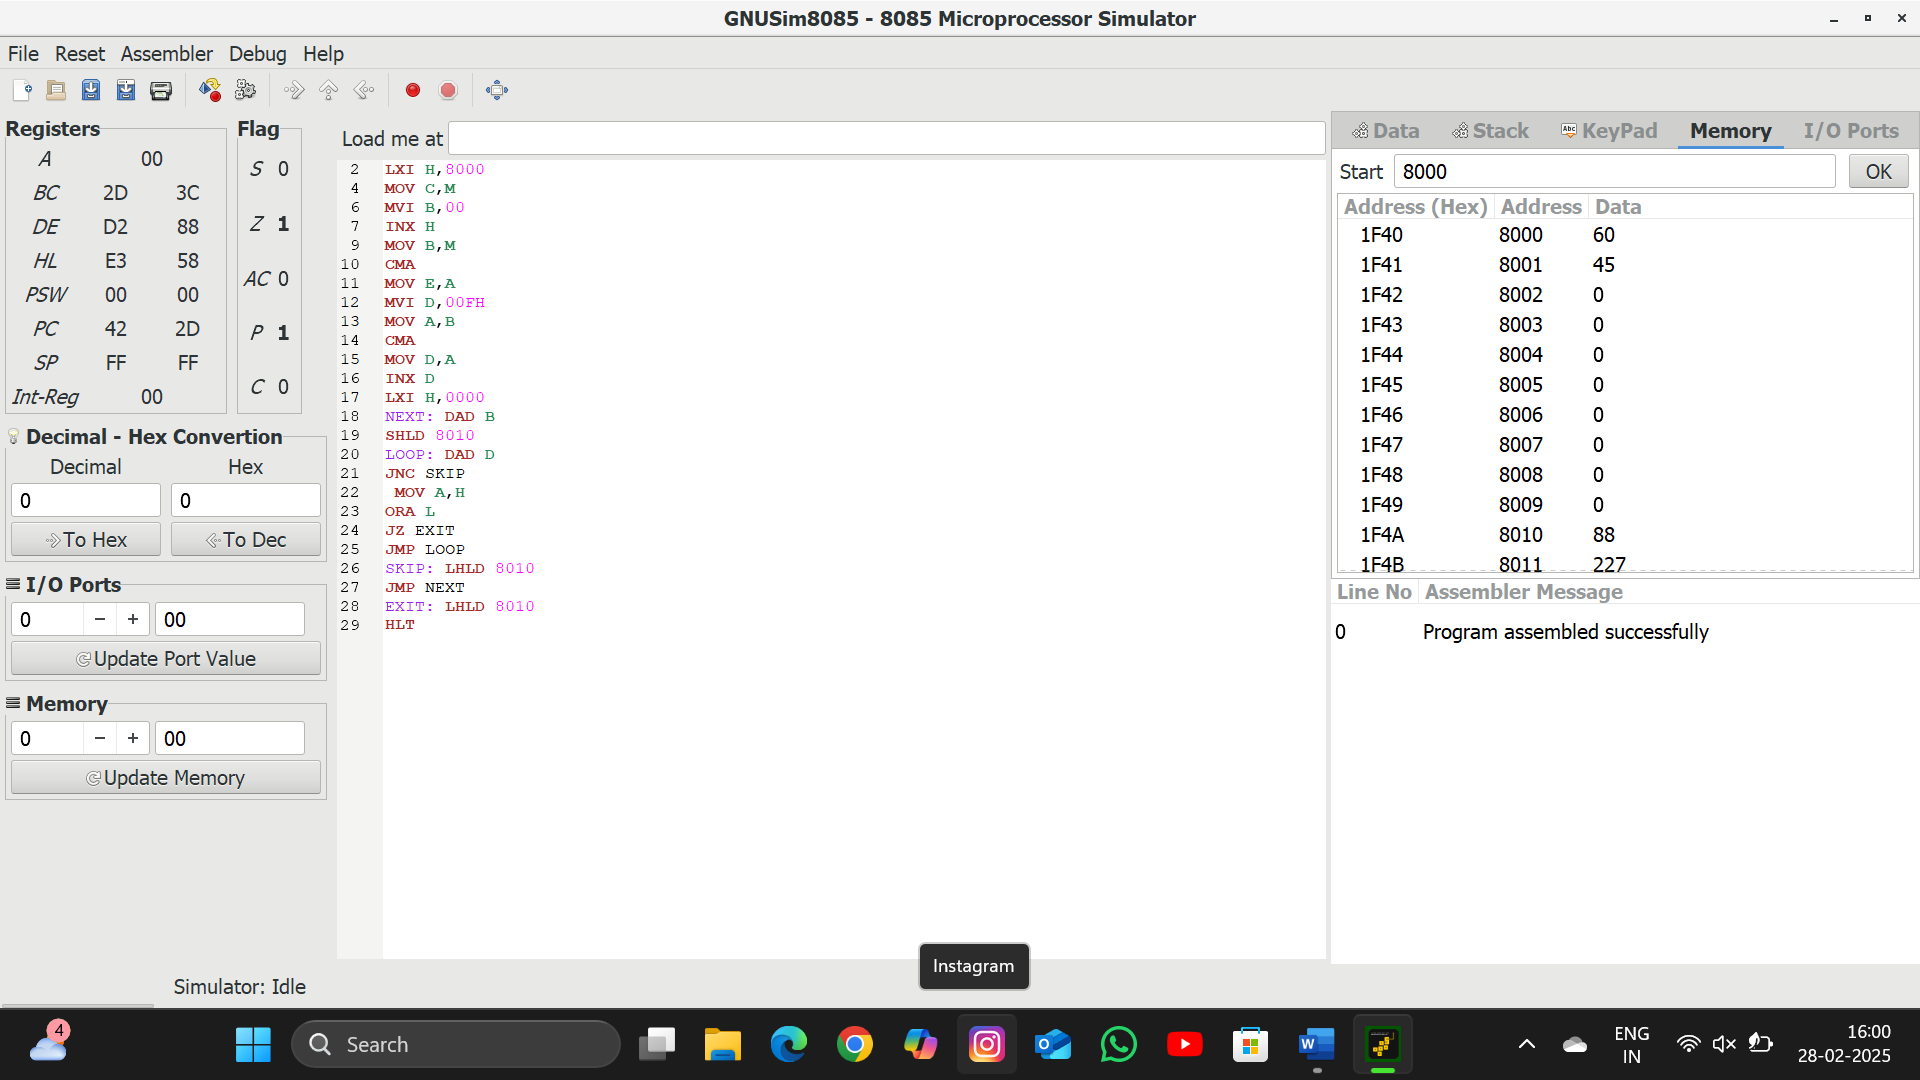 GNUSim8085 - 8085 Microprocessor Simulator
File Reset Assembler Debug Help
Registers
A 00
BC 2D 3C
DE D2 88
HL E3 58
PSW 00 00
PC 42 2D
SP FF FF
Int-Reg 00
Flag
S 0
Z 1
AC 0
P 1
C 0
Decimal - Hex Convertion
Decimal Hex
0 0
To Hex To Dec
I/O Ports
0 − + 00
Update Port Value
Memory
0 − + 00
Update Memory
Load me at
2 LXI H,8000
4 MOV C,M
6 MVI B,00
7 INX H
9 MOV B,M
10 CMA
11 MOV E,A
12 MVI D,00FH
13 MOV A,B
14 CMA
15 MOV D,A
16 INX D
17 LXI H,0000
18 NEXT: DAD B
19 SHLD 8010
20 LOOP: DAD D
21 JNC SKIP
22 MOV A,H
23 ORA L
24 JZ EXIT
25 JMP LOOP
26 SKIP: LHLD 8010
27 JMP NEXT
28 EXIT: LHLD 8010
29 HLT
Data Stack Abc KeyPad Memory I/O Ports
Start 8000 OK
Address (Hex) Address Data
1F40 8000 60
1F41 8001 45
1F42 8002 0
1F43 8003 0
1F44 8004 0
1F45 8005 0
1F46 8006 0
1F47 8007 0
1F48 8008 0
1F49 8009 0
1F4A 8010 88
1F4B 8011 227
Line No Assembler Message
0 Program assembled successfully
Instagram
Simulator: Idle
4
Search
ENG
IN
16:00
28-02-2025